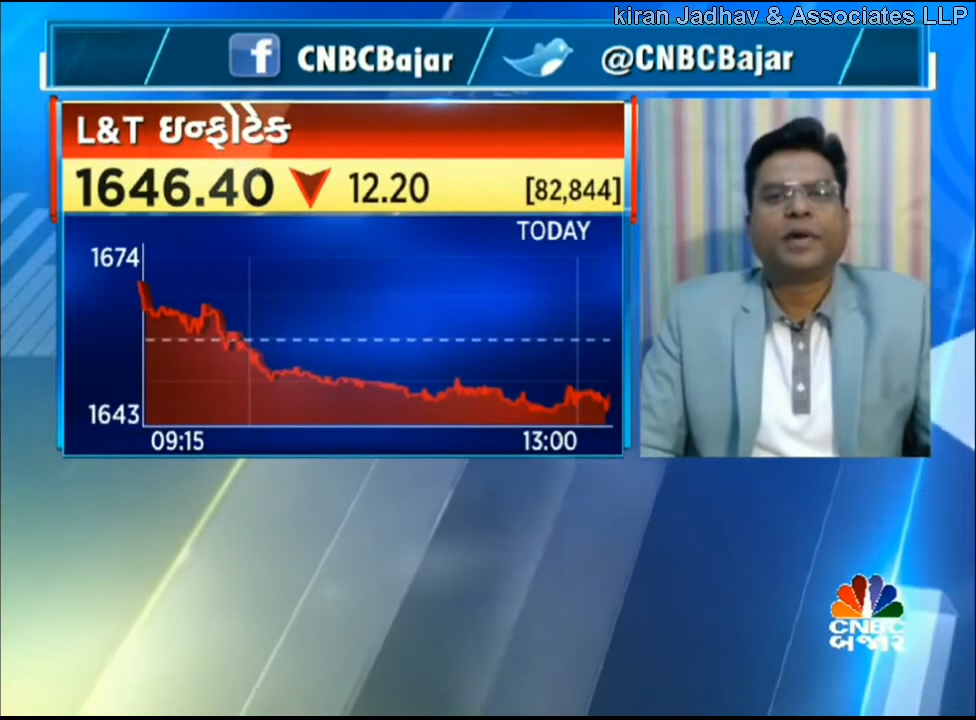 kiran Jadhav & Associates LLP
f CNBCBajar @CNBCBajar
L&T ઇન્ફોટેક
1646.40 12.20 [82,844]
TODAY
1674
1643
09:15 13:00
CNBC
બજાર